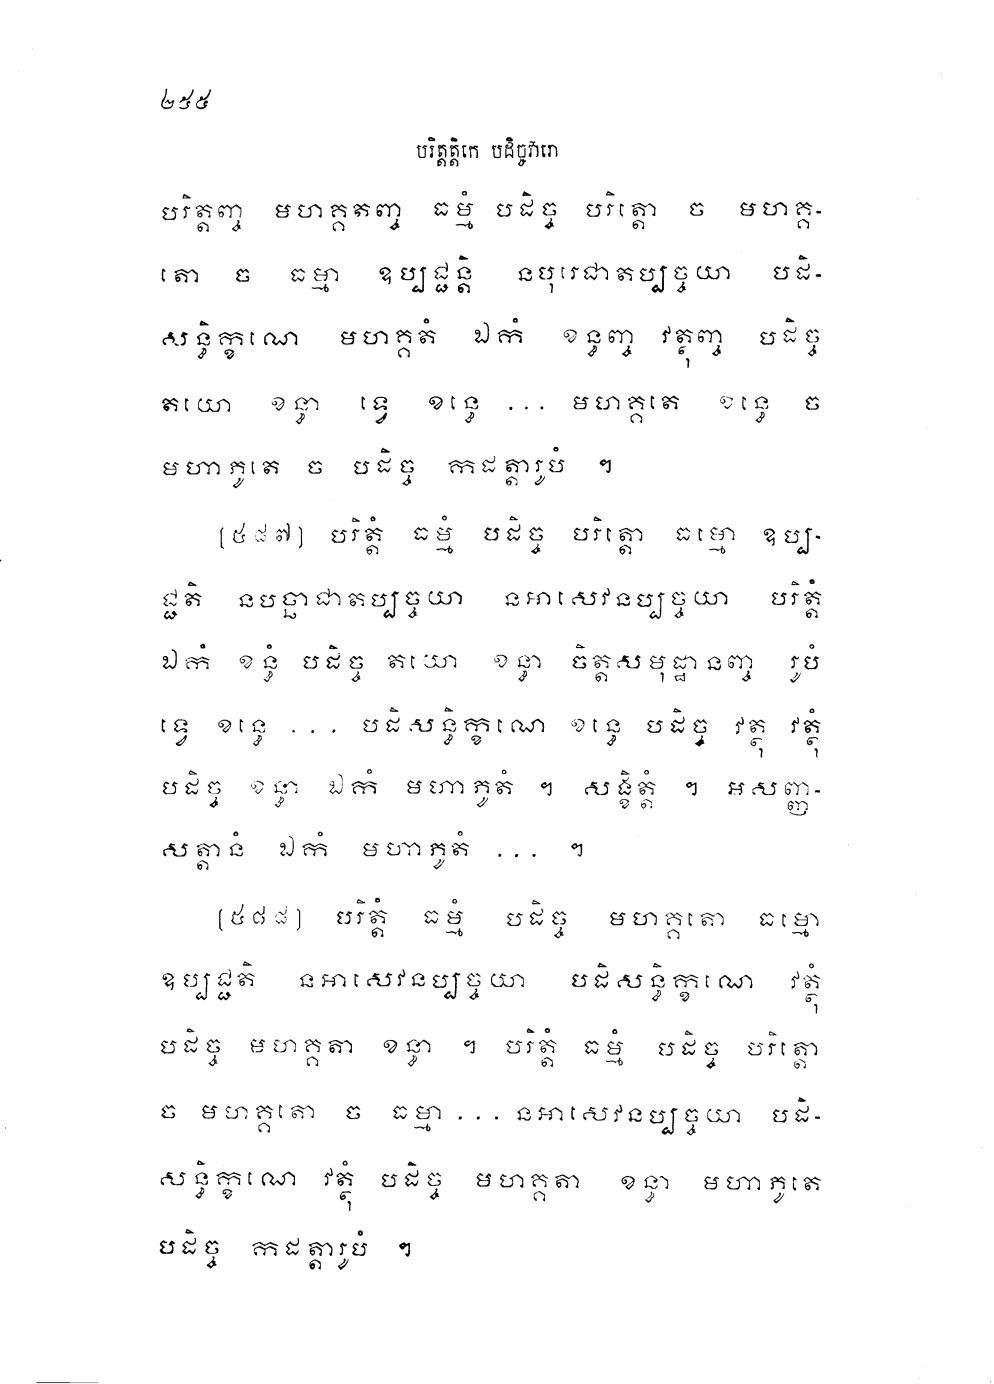 ២៥៥
បរិត្តត្តិកេ បដិច្ចវារោ
បរិត្តញ្ច មហគ្គតញ្ច ធម្មំ បដិច្ច បរិត្តោ ច មហគ្គ-
តោ ច ធម្មា ឧប្បជ្ជន្តិ នបុរេជាតប្បច្ចយា បដិ-
សន្ធិក្ខណេ មហគ្គតំ ឯកំ ខន្ធញ្ច វត្ថុញ្ច បដិច្ច
តយោ ខន្ធា ទ្វេ ខន្ធេ ... មហគ្គតេ ខន្ធេ ច
មហាភូតេ ច បដិច្ច កដត្តារូបំ ។
(៥៨៧) បរិត្តំ ធម្មំ បដិច្ច បរិត្តោ ធម្មោ ឧប្ប-
ជ្ជតិ នបច្ឆាជាតប្បច្ចយា នអាសេវនប្បច្ចយា បរិត្តំ
ឯកំ ខន្ធំ បដិច្ច តយោ ខន្ធា ចិត្តសមុដ្ឋានញ្ច រូបំ
ទ្វេ ខន្ធេ ... បដិសន្ធិក្ខណេ ខន្ធេ បដិច្ច វត្ថុ វត្ថុំ
បដិច្ច ខន្ធា ឯកំ មហាភូតំ ។ សង្ខិត្តំ ។ អសញ្ញ-
សត្តានំ ឯកំ មហាភូតំ ... ។
(៥៨៨) បរិត្តំ ធម្មំ បដិច្ច មហគ្គតោ ធម្មោ
ឧប្បជ្ជតិ នអាសេវនប្បច្ចយា បដិសន្ធិក្ខណេ វត្ថុំ
បដិច្ច មហគ្គតា ខន្ធា ។ បរិត្តំ ធម្មំ បដិច្ច បរិត្តោ
ច មហគ្គតោ ច ធម្មា ... នអាសេវនប្បច្ចយា បដិ-
សន្ធិក្ខណេ វត្ថុំ បដិច្ច មហគ្គតា ខន្ធា មហាភូតេ
បដិច្ច កដត្តារូបំ ។